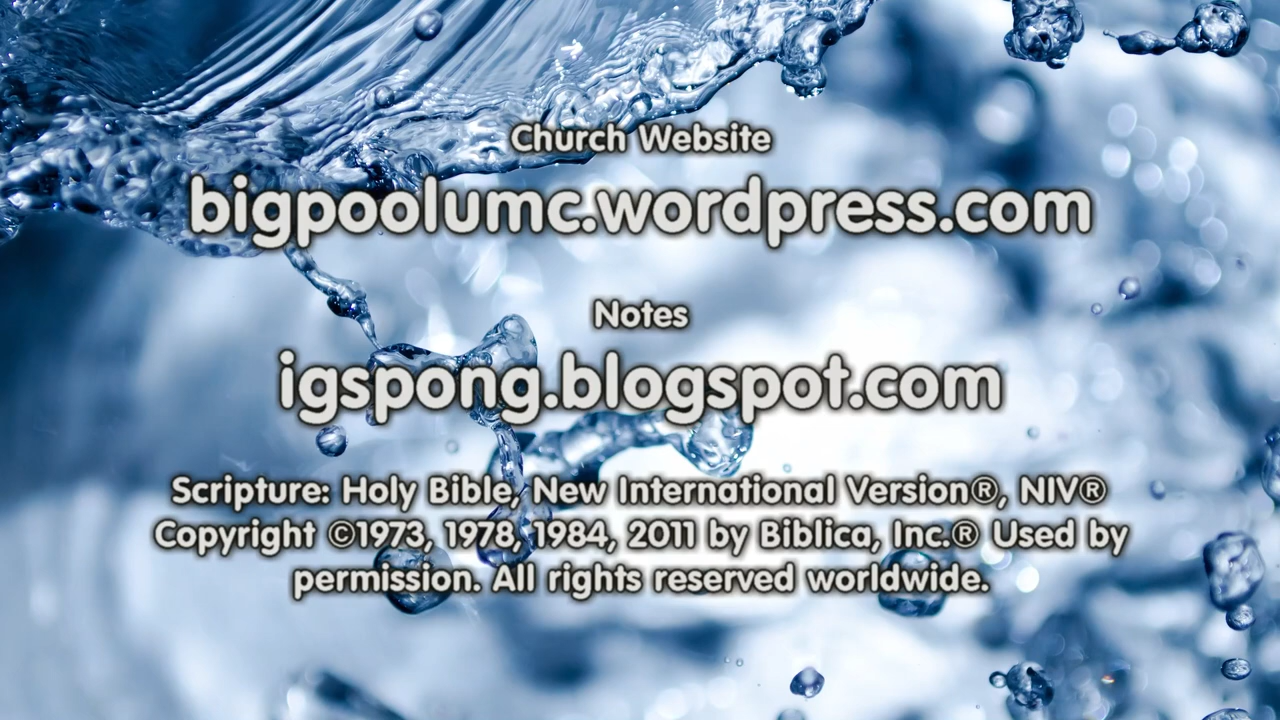 Church Website
bigpoolumc.wordpress.com
Notes
igspong.blogspot.com
Scripture: Holy Bible, New International Version®, NIV®
Copyright ©1973, 1978, 1984, 2011 by Biblica, Inc.® Used by
permission. All rights reserved worldwide.